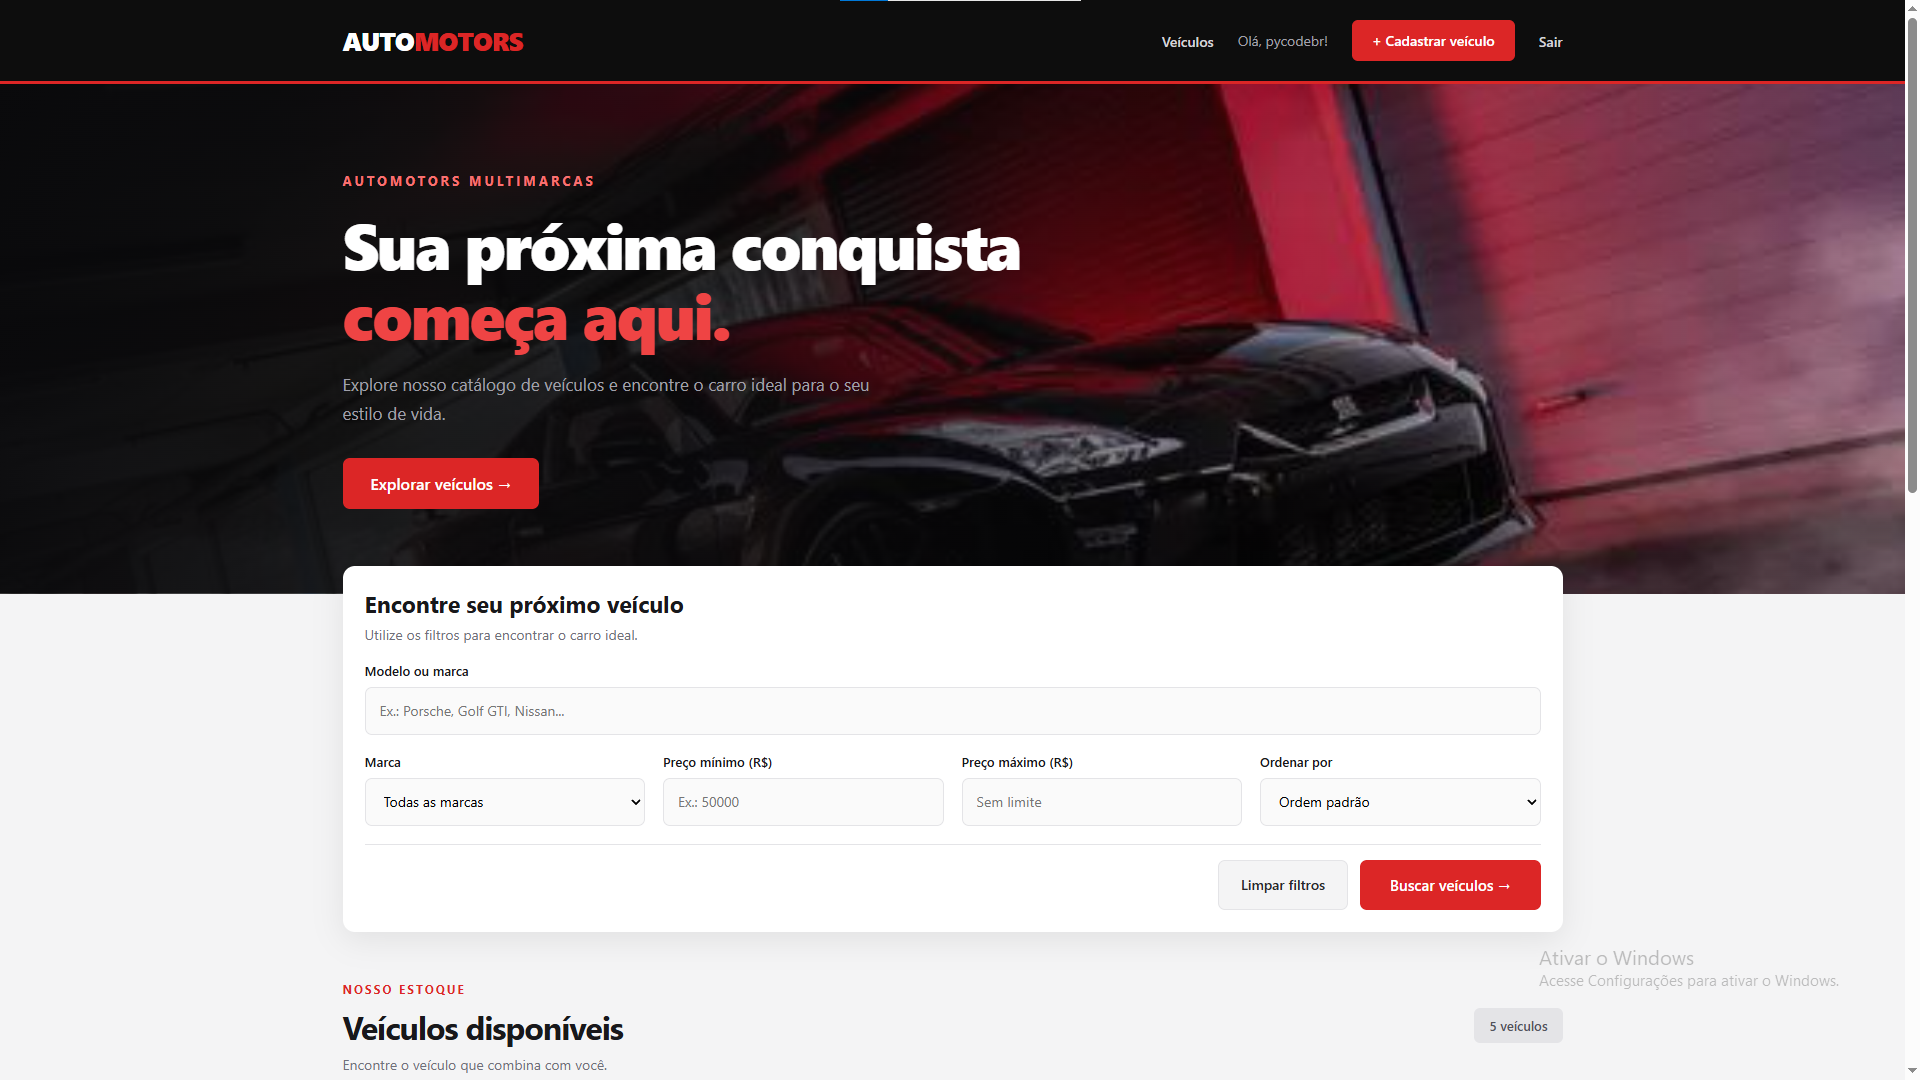 AUTOMOTORS
Veículos
Olá, pycodebr!
+ Cadastrar veículo
Sair
AUTOMOTORS MULTIMARCAS
Sua próxima conquista
começa aqui.
Explore nosso catálogo de veículos e encontre o carro ideal para o seu
estilo de vida.
Explorar veículos →
Encontre seu próximo veículo
Utilize os filtros para encontrar o carro ideal.
Modelo ou marca
Ex.: Porsche, Golf GTI, Nissan...
Marca
Preço mínimo (R$)
Preço máximo (R$)
Ordenar por
Todas as marcas
Ex.: 50000
Sem limite
Ordem padrão
Limpar filtros
Buscar veículos →
Ativar o Windows
Acesse Configurações para ativar o Windows.
NOSSO ESTOQUE
Veículos disponíveis
5 veículos
Encontre o veículo que combina com você.